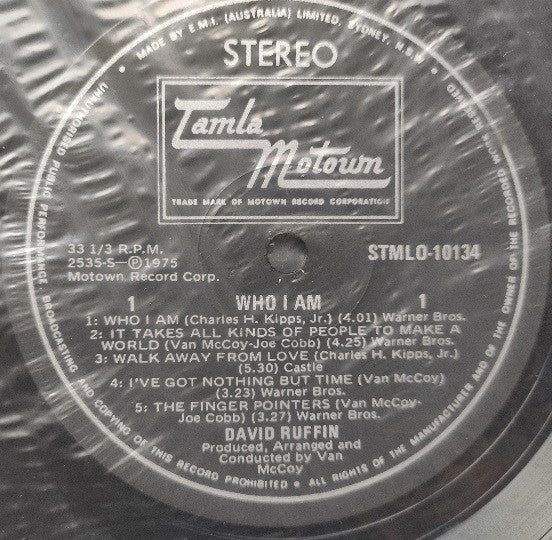 MADE BY E.M.I. (AUSTRALIA) LIMITED, SYDNEY, N.S.W.
STEREO
Tamla
Motown
TRADE MARK OF MOTOWN RECORD CORPORATION
33 1/3 R.P.M.
2535-S-Ⓟ1975
Motown Record Corp.
STMLO-10134
1 WHO I AM 1
1: WHO I AM (Charles H. Kipps, Jr.) (4.01) Warner Bros.
2: IT TAKES ALL KINDS OF PEOPLE TO MAKE A
WORLD (Van McCoy-Joe Cobb) (4.25) Warner Bros.
3: WALK AWAY FROM LOVE (Charles H. Kipps, Jr.)
(5.30) Castle
4: I'VE GOT NOTHING BUT TIME (Van McCoy)
(3.23) Warner Bros.
5: THE FINGER POINTERS (Van McCoy-
Joe Cobb) (3.27) Warner Bros.
DAVID RUFFIN
Produced, Arranged and
Conducted by Van
McCoy
UNAUTHORISED PUBLIC PERFORMANCE, BROADCASTING AND COPYING OF THIS RECORD PROHIBITED • ALL RIGHTS OF THE MANUFACTURER AND OF THE OWNER OF THE RECORDED WORK RESERVED